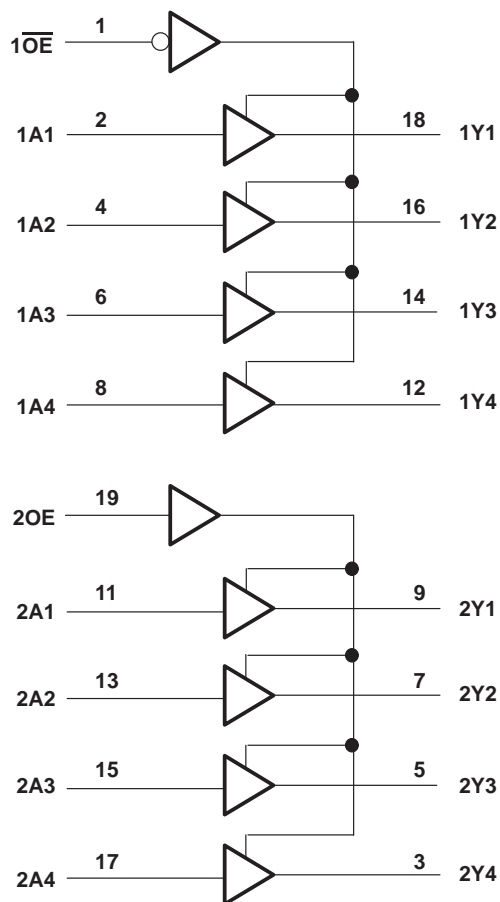 1O̅E̅ 1
1A1 2 18 1Y1
1A2 4 16 1Y2
1A3 6 14 1Y3
1A4 8 12 1Y4
2OE 19
2A1 11 9 2Y1
2A2 13 7 2Y2
2A3 15 5 2Y3
2A4 17 3 2Y4